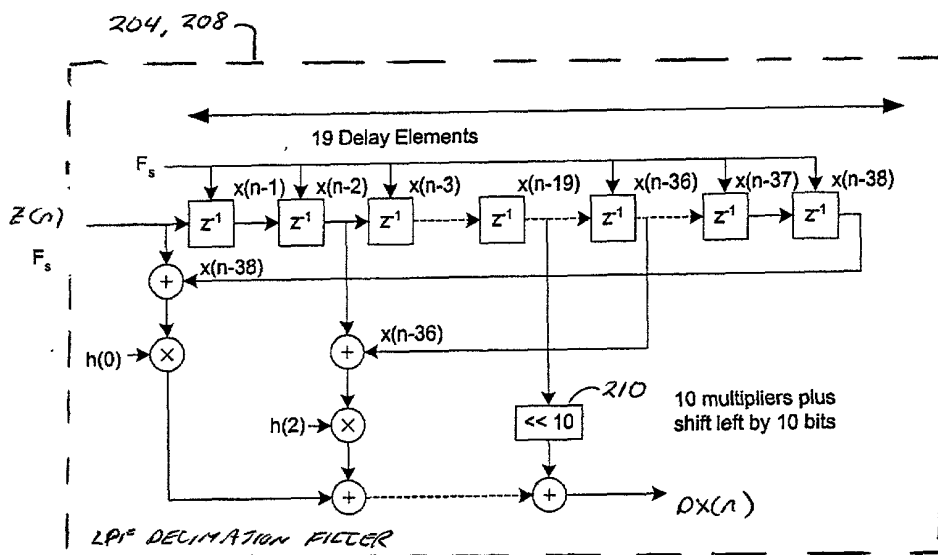 204, 208
19 Delay Elements
Fs
x(n-1) x(n-2) x(n-3) x(n-19) x(n-36) x(n-37) x(n-38)
Z(n)
z-1 z-1 z-1 z-1 z-1 z-1 z-1
Fs
+ x(n-38)
h(0) ×
+ x(n-36)
h(2) ×
210
<< 10
10 multipliers plus
shift left by 10 bits
+ +
DX(n)
LPF DECIMATION FILTER